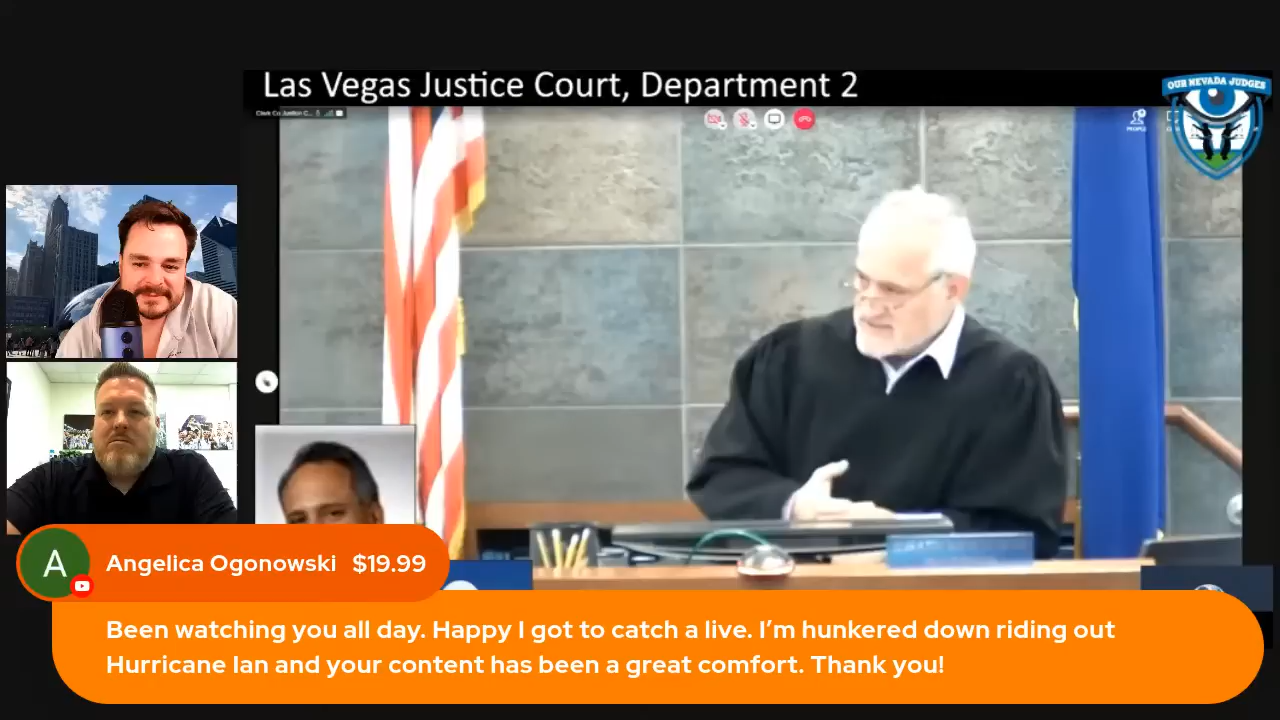 Las Vegas Justice Court, Department 2
OUR NEVADA JUDGES
PEOPLE
A
Angelica Ogonowski $19.99
Been watching you all day. Happy I got to catch a live. I’m hunkered down riding out
Hurricane Ian and your content has been a great comfort. Thank you!